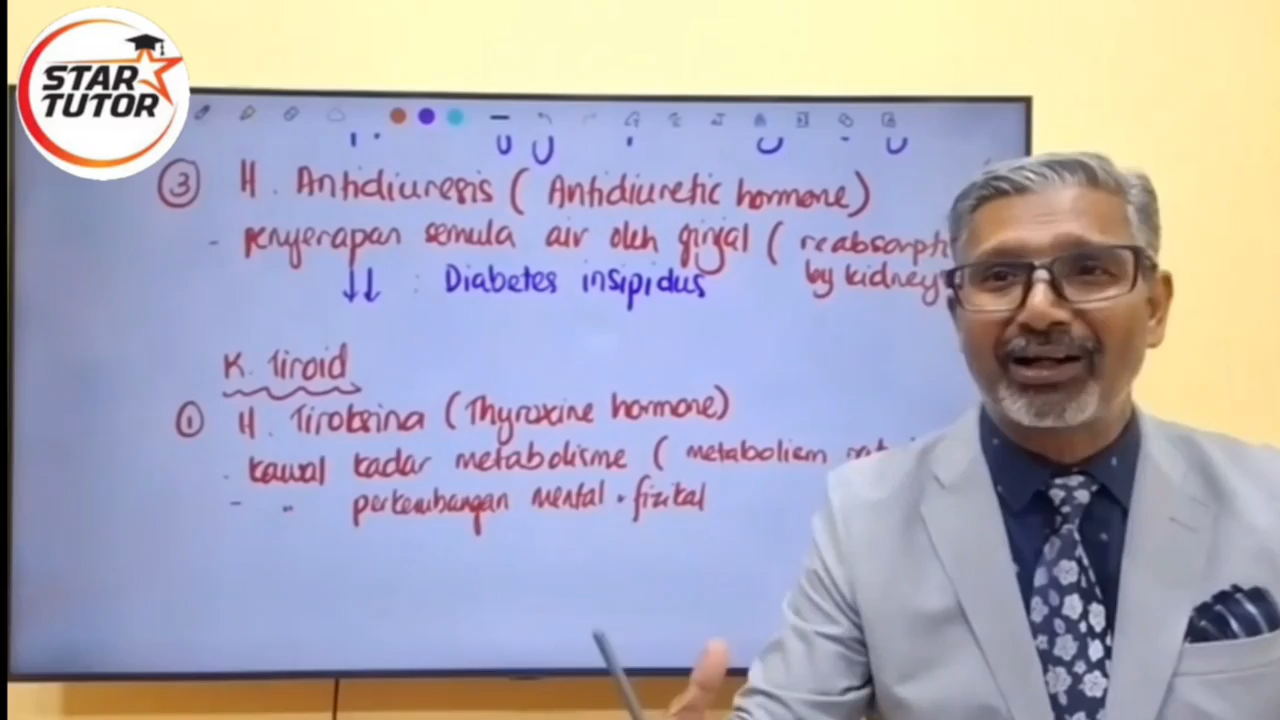 STAR
TUTOR
③ H. Antidiuresis ( Antidiuretic hormone)
- penyerapan semula air oleh ginjal ( reabsorpti
↓↓ : Diabetes insipidus by kidney
K. Tiroid
① H. Tiroksina (Thyroxine hormone)
- kawal kadar metabolisme ( metabolism
- " perkembangan mental . fizikal